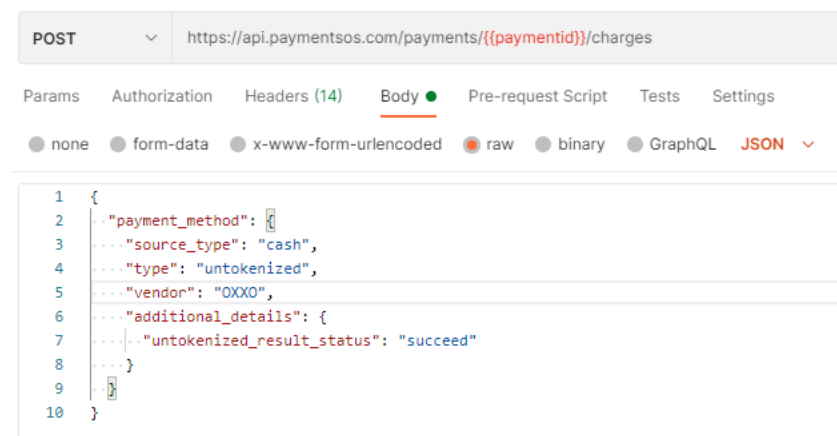 POST https://api.paymentsos.com/payments/{{paymentid}}/charges
Params Authorization Headers (14) Body Pre-request Script Tests Settings
none form-data x-www-form-urlencoded raw binary GraphQL JSON
1 {
2 "payment_method": {
3 "source_type": "cash",
4 "type": "untokenized",
5 "vendor": "OXXO",
6 "additional_details": {
7 "untokenized_result_status": "succeed"
8 }
9 }
10 }